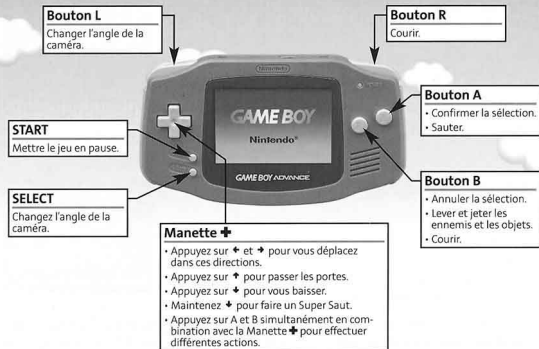 Bouton L
Changer l'angle de la
caméra.
Bouton R
Courir.
START
Mettre le jeu en pause.
SELECT
Changez l'angle de la
caméra.
Nintendo
GAME BOY
Nintendo®
GAME BOY ADVANCE
Bouton A
• Confirmer la sélection.
• Sauter.
Bouton B
• Annuler la sélection.
• Lever et jeter les
ennemis et les objets.
• Courir.
Manette ✚
• Appuyez sur ← et → pour vous déplacez
dans ces directions.
• Appuyez sur ↑ pour passer les portes.
• Appuyez sur ↓ pour vous baisser.
• Maintenez ↓ pour faire un Super Saut.
• Appuyez sur A et B simultanément en com-
bination avec la Manette ✚ pour effectuer
différentes actions.